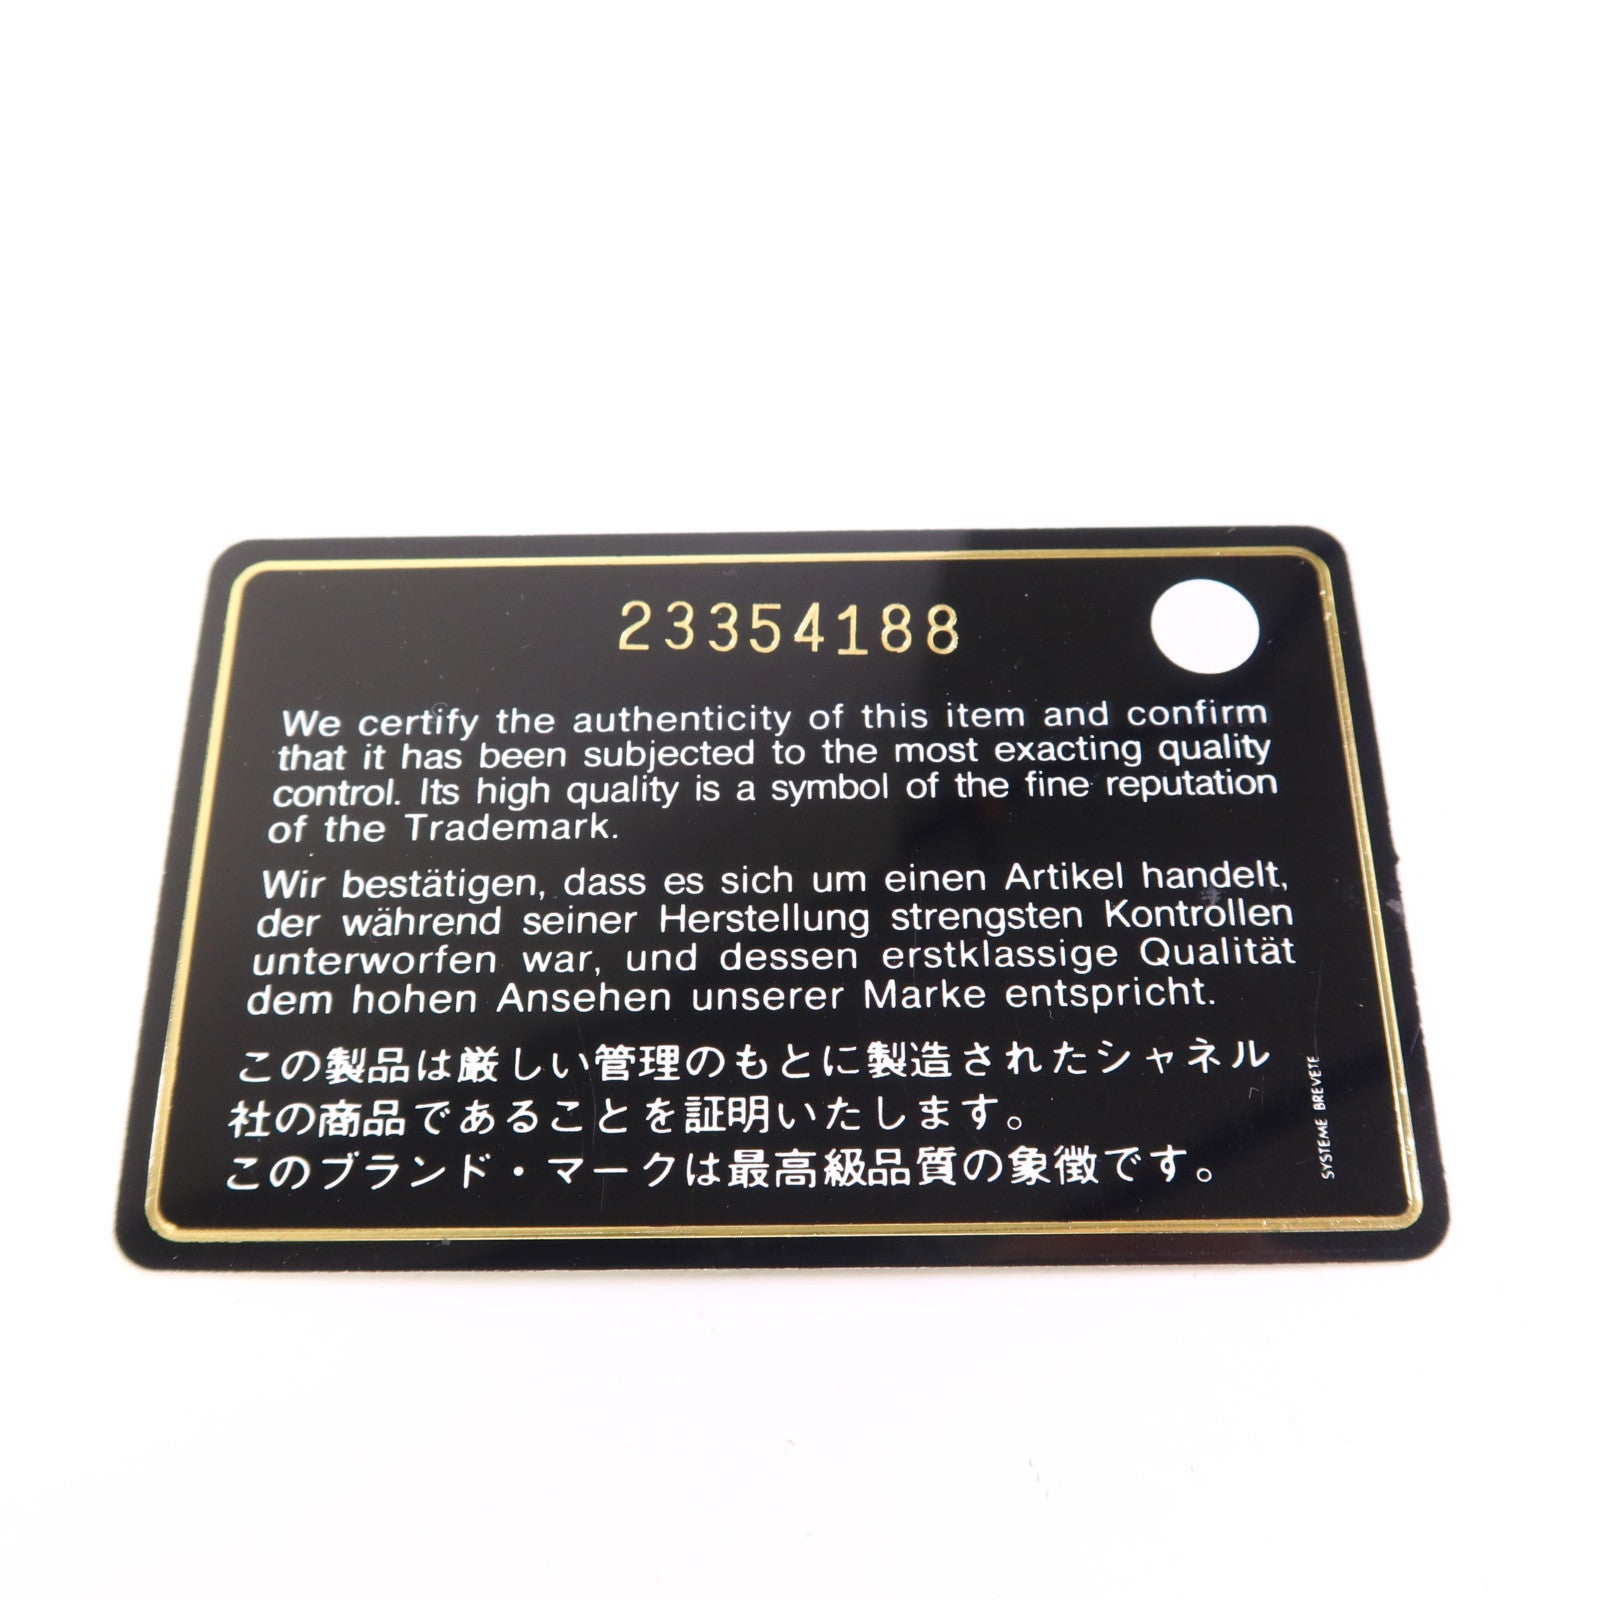 23354188
We certify the authenticity of this item and confirm
that it has been subjected to the most exacting quality
control. Its high quality is a symbol of the fine reputation
of the Trademark.
Wir bestätigen, dass es sich um einen Artikel handelt,
der während seiner Herstellung strengsten Kontrollen
unterworfen war, und dessen erstklassige Qualität
dem hohen Ansehen unserer Marke entspricht.
この製品は厳しい管理のもとに製造されたシャネル
社の商品であることを証明いたします。
このブランド・マークは最高級品質の象徴です。
SYSTEME BREVETE